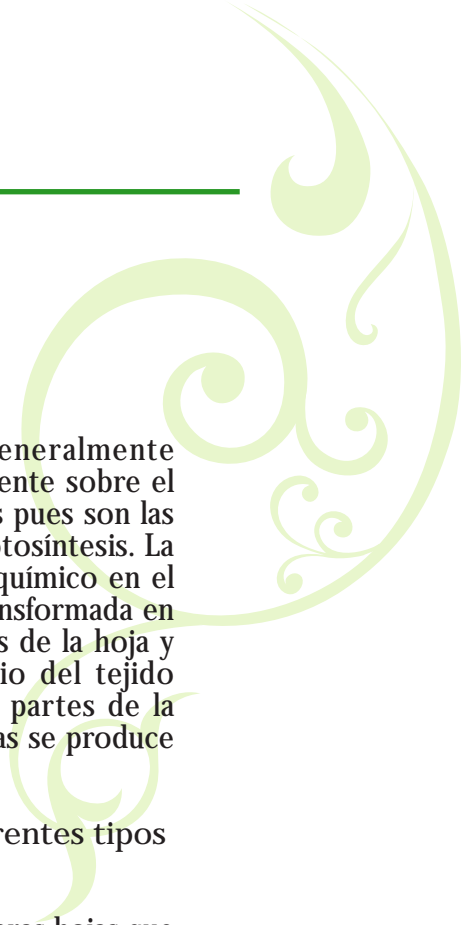 eneralmente
ente sobre el
s pues son las
tosíntesis. La
químico en el
nsformada en
s de la hoja y
io del tejido
partes de la
as se produce
rentes tipos